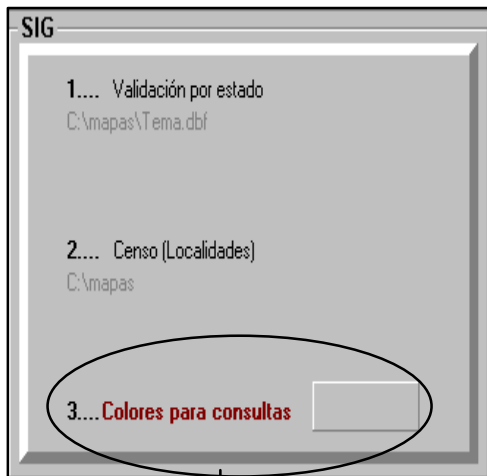 SIG
1.... Validación por estado
C:\mapas\Tema.dbf
2.... Censo (Localidades)
C:\mapas
3....Colores para consultas